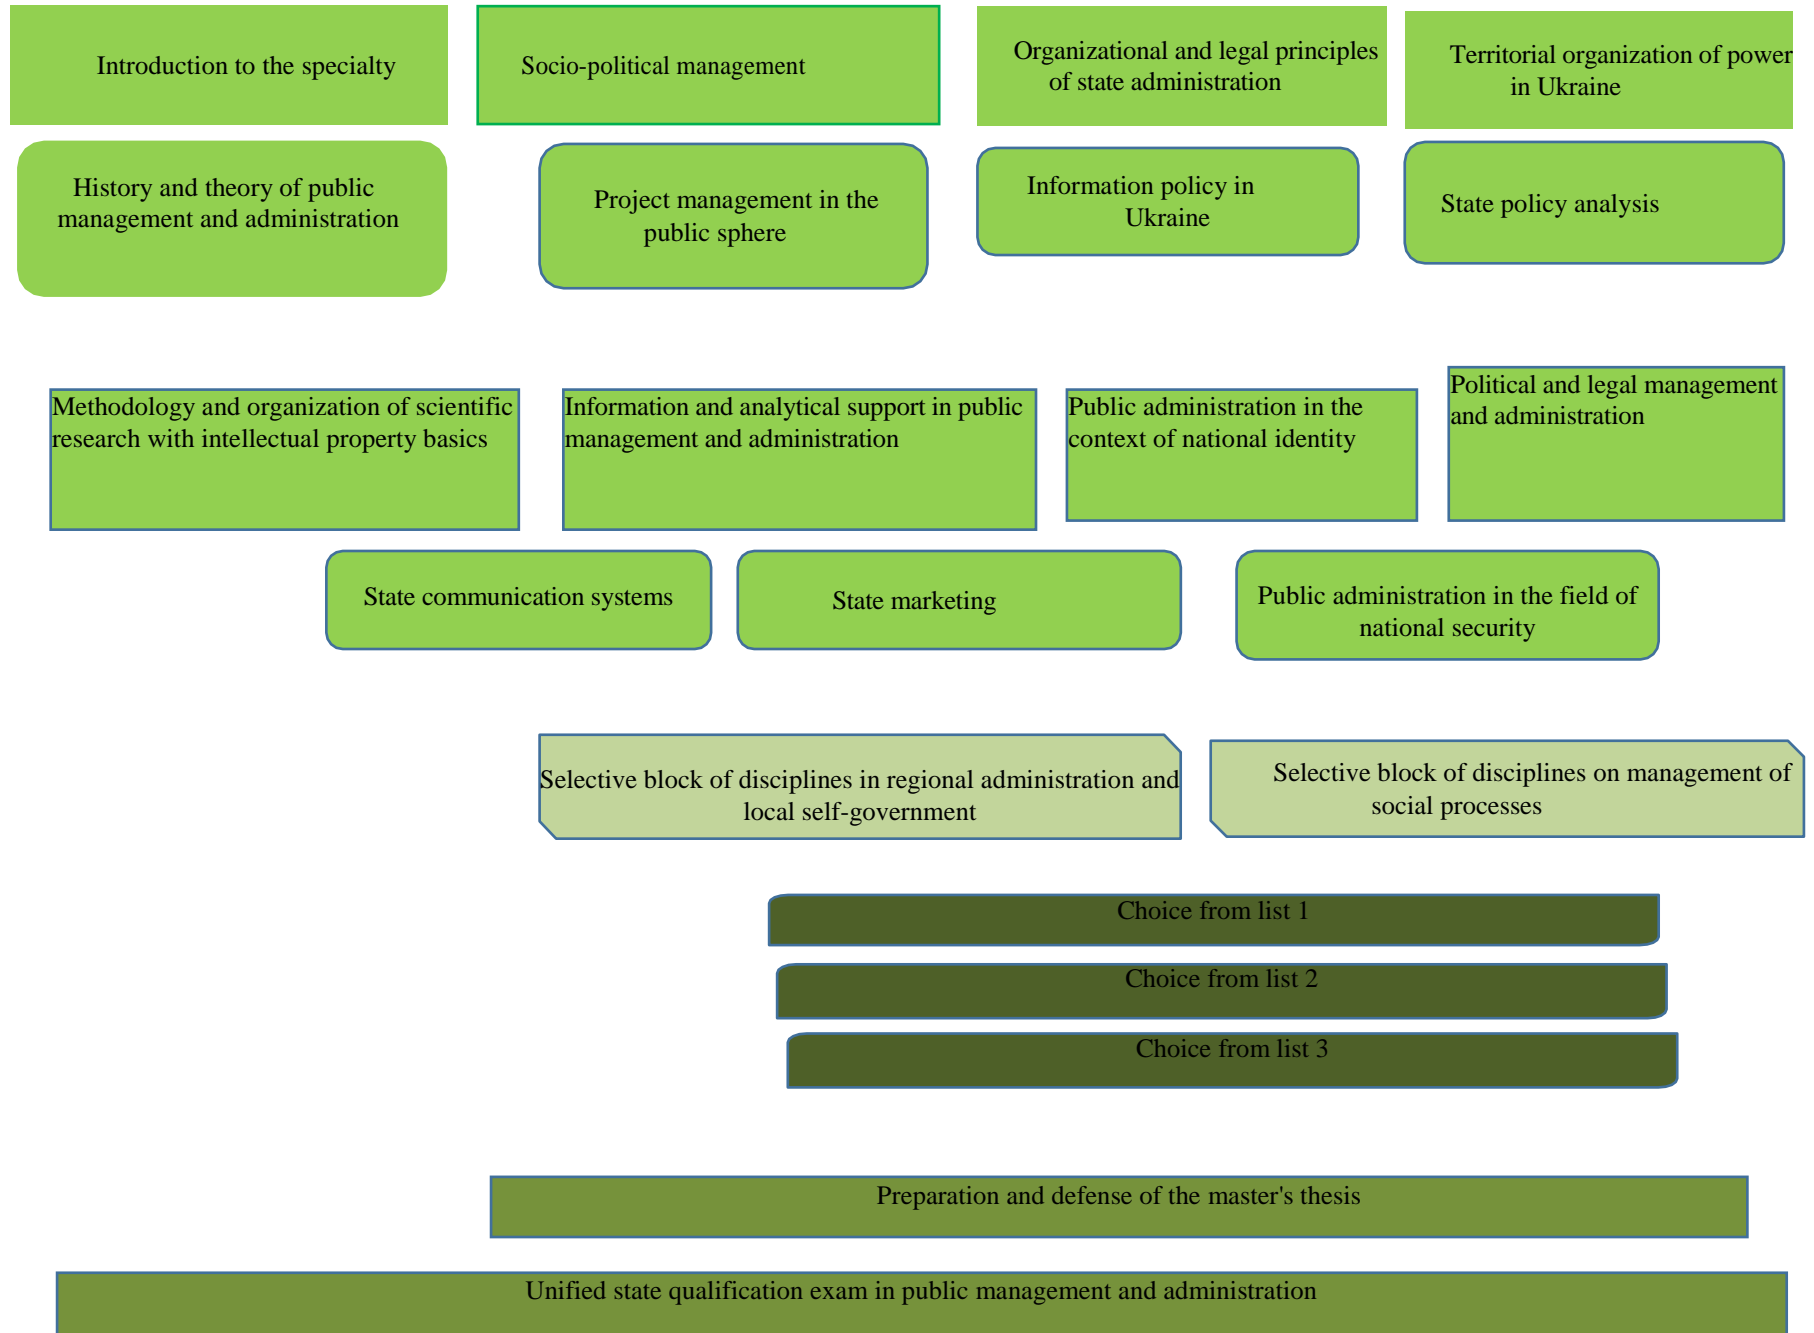 Introduction to the specialty
Socio-political management
Organizational and legal principles
of state administration
Territorial organization of power
in Ukraine
History and theory of public
management and administration
Project management in the
public sphere
Information policy in
Ukraine
State policy analysis
Methodology and organization of scientific
research with intellectual property basics
Information and analytical support in public
management and administration
Public administration in the
context of national identity
Political and legal management
and administration
State communication systems
State marketing
Public administration in the field of
national security
Selective block of disciplines in regional administration and
local self-government
Selective block of disciplines on management of
social processes
Choice from list 1
Choice from list 2
Choice from list 3
Preparation and defense of the master's thesis
Unified state qualification exam in public management and administration